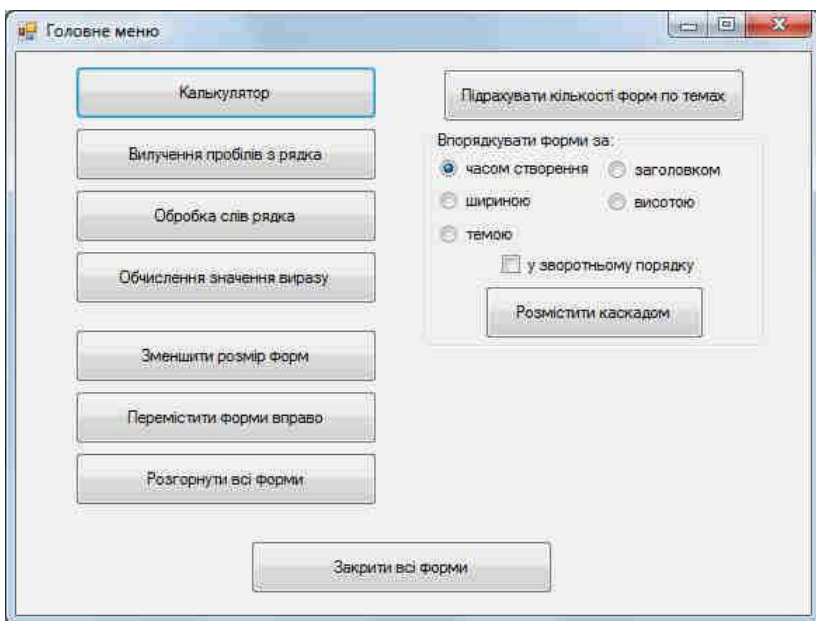 Головне меню
Калькулятор
Вилучення пробілів з рядка
Обробка слів рядка
Обчислення значення виразу
Зменшити розмір форм
Перемістити форми вправо
Розгорнути всі форми
Підрахувати кількості форм по темах
Впорядкувати форми за:
часом створення
заголовком
шириною
висотою
темою
у зворотньому порядку
Розмістити каскадом
Закрити всі форми